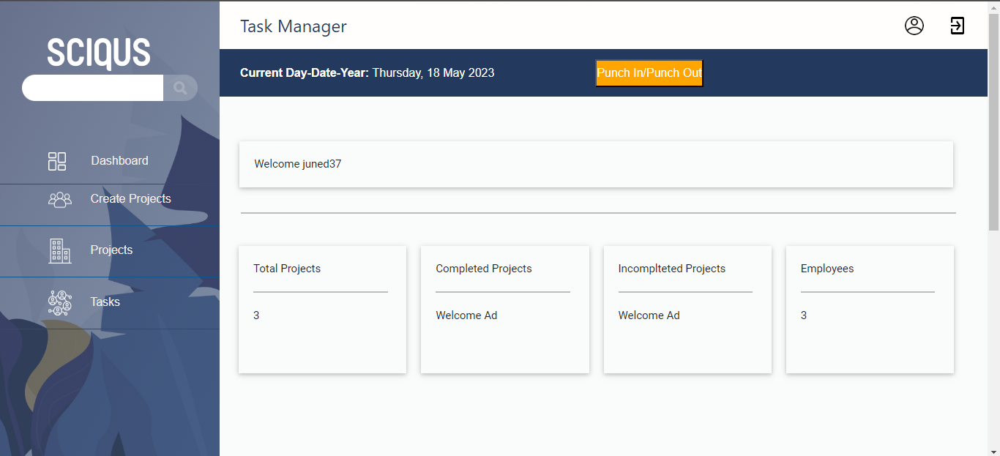 SCIQUS
Dashboard
Create Projects
Projects
Tasks
Task Manager
Current Day-Date-Year: Thursday, 18 May 2023
Punch In/Punch Out
Welcome juned37
Total Projects
3
Completed Projects
Welcome Ad
Incomplteted Projects
Welcome Ad
Employees
3